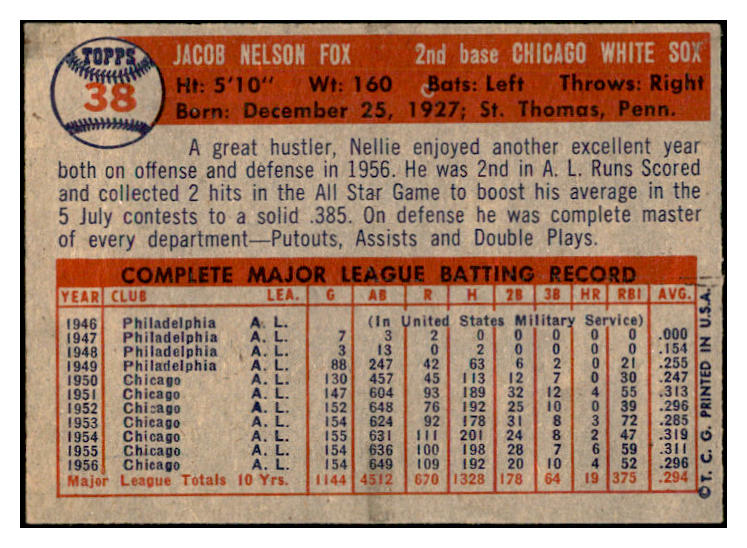 TOPPS
38
JACOB NELSON FOX 2nd base CHICAGO WHITE SOX
Ht: 5'10" Wt: 160 Bats: Left Throws: Right
Born: December 25, 1927; St. Thomas, Penn.
A great hustler, Nellie enjoyed another excellent year
both on offense and defense in 1956. He was 2nd in A. L. Runs Scored
and collected 2 hits in the All Star Game to boost his average in the
5 July contests to a solid .385. On defense he was complete master
of every department—Putouts, Assists and Double Plays.
COMPLETE MAJOR LEAGUE BATTING RECORD
YEAR CLUB LEA. G AB R H 2B 3B HR RBI AVG.
1946 Philadelphia A. L. (In United States Military Service)
1947 Philadelphia A. L. 7 3 2 0 0 0 0 0 .000
1948 Philadelphia A. L. 3 13 0 2 0 0 0 0 .154
1949 Philadelphia A. L. 88 247 42 63 6 2 0 21 .255
1950 Chicago A. L. 130 457 45 113 12 7 0 30 .247
1951 Chicago A. L. 147 604 93 189 32 12 4 55 .313
1952 Chicago A. L. 152 648 76 192 25 10 0 39 .296
1953 Chicago A. L. 154 624 92 178 31 8 3 72 .285
1954 Chicago A. L. 155 631 111 201 24 8 2 47 .319
1955 Chicago A. L. 154 636 100 198 28 7 6 59 .311
1956 Chicago A. L. 154 649 109 192 20 10 4 52 .296
Major League Totals 10 Yrs. 1144 4512 670 1328 178 64 19 375 .294
©T. C. G. PRINTED IN U.S.A.